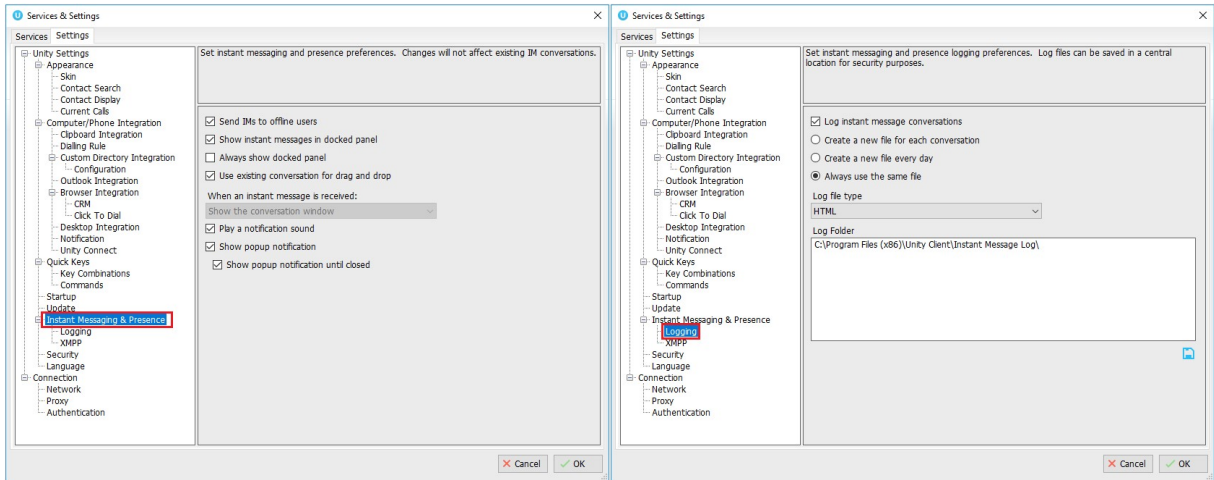 Services & Settings
Services Settings
Unity Settings
Appearance
Skin
Contact Search
Contact Display
Current Calls
Computer/Phone Integration
Clipboard Integration
Dialling Rule
Custom Directory Integration
Configuration
Outlook Integration
Browser Integration
CRM
Click To Dial
Desktop Integration
Notification
Unity Connect
Quick Keys
Key Combinations
Commands
Startup
Update
Instant Messaging & Presence
Logging
XMPP
Security
Language
Connection
Network
Proxy
Authentication
Set instant messaging and presence preferences. Changes will not affect existing IM conversations.
Send IMs to offline users
Show instant messages in docked panel
Always show docked panel
Use existing conversation for drag and drop
When an instant message is received:
Show the conversation window
Play a notification sound
Show popup notification
Show popup notification until closed
Cancel OK
Services & Settings
Services Settings
Unity Settings
Appearance
Skin
Contact Search
Contact Display
Current Calls
Computer/Phone Integration
Clipboard Integration
Dialling Rule
Custom Directory Integration
Configuration
Outlook Integration
Browser Integration
CRM
Click To Dial
Desktop Integration
Notification
Unity Connect
Quick Keys
Key Combinations
Commands
Startup
Update
Instant Messaging & Presence
Logging
XMPP
Security
Language
Connection
Network
Proxy
Authentication
Set instant messaging and presence logging preferences. Log files can be saved in a central
location for security purposes.
Log instant message conversations
Create a new file for each conversation
Create a new file every day
Always use the same file
Log file type
HTML
Log Folder
C:\Program Files (x86)\Unity Client\Instant Message Log\
Cancel OK